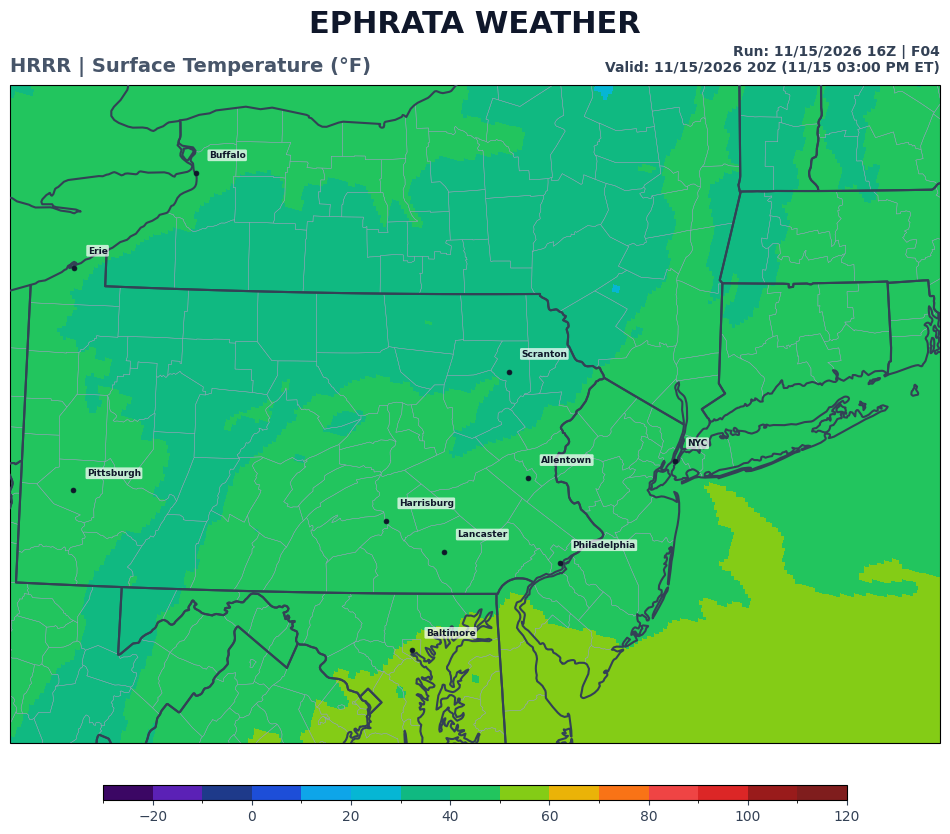 EPHRATA WEATHER
HRRR | Surface Temperature (°F)
Run: 11/15/2026 16Z | F04
Valid: 11/15/2026 20Z (11/15 03:00 PM ET)
Buffalo
Erie
Scranton
NYC
Allentown
Pittsburgh
Harrisburg
Lancaster
Philadelphia
Baltimore
−20 0 20 40 60 80 100 120